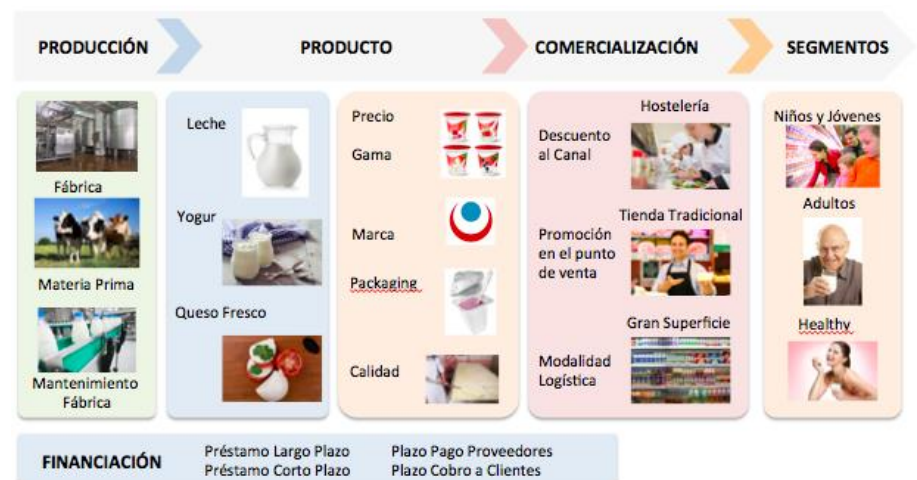 PRODUCCIÓN
PRODUCTO
COMERCIALIZACIÓN
SEGMENTOS
Fábrica
Materia Prima
Mantenimiento
Fábrica
Leche
Yogur
Queso Fresco
Precio
Gama
Marca
Packaging
Calidad
Descuento
al Canal
Promoción
en el punto
de venta
Modalidad
Logística
Hostelería
Tienda Tradicional
Gran Superficie
Niños y Jóvenes
Adultos
Healthy
FINANCIACIÓN
Préstamo Largo Plazo
Préstamo Corto Plazo
Plazo Pago Proveedores
Plazo Cobro a Clientes